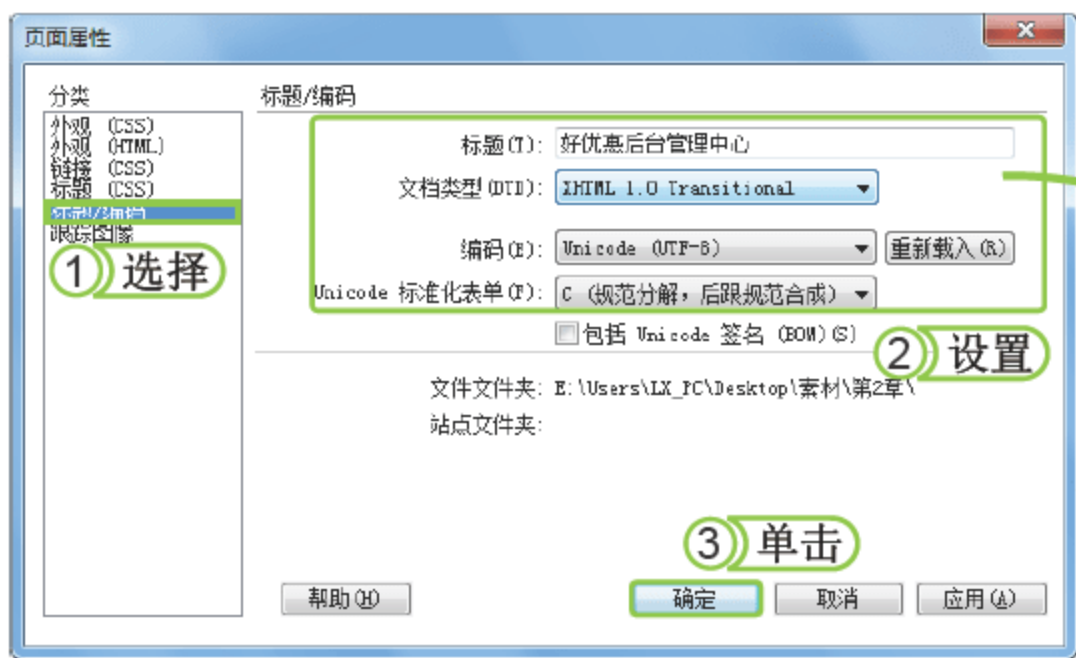 页面属性
分类
外观 (CSS)
外观 (HTML)
链接 (CSS)
标题 (CSS)
标题/编码
跟踪图像
① 选择
标题/编码
标题(T): 好优惠后台管理中心
文档类型(DTD): XHTML 1.0 Transitional
编码(E): Unicode (UTF-8) 重新载入(R)
Unicode 标准化表单(F): C (规范分解，后跟规范合成)
包括 Unicode 签名 (BOM)(S)
② 设置
文件文件夹: E:\Users\LX_PC\Desktop\素材\第2章\
站点文件夹:
③ 单击
帮助(H) 确定 取消 应用(A)